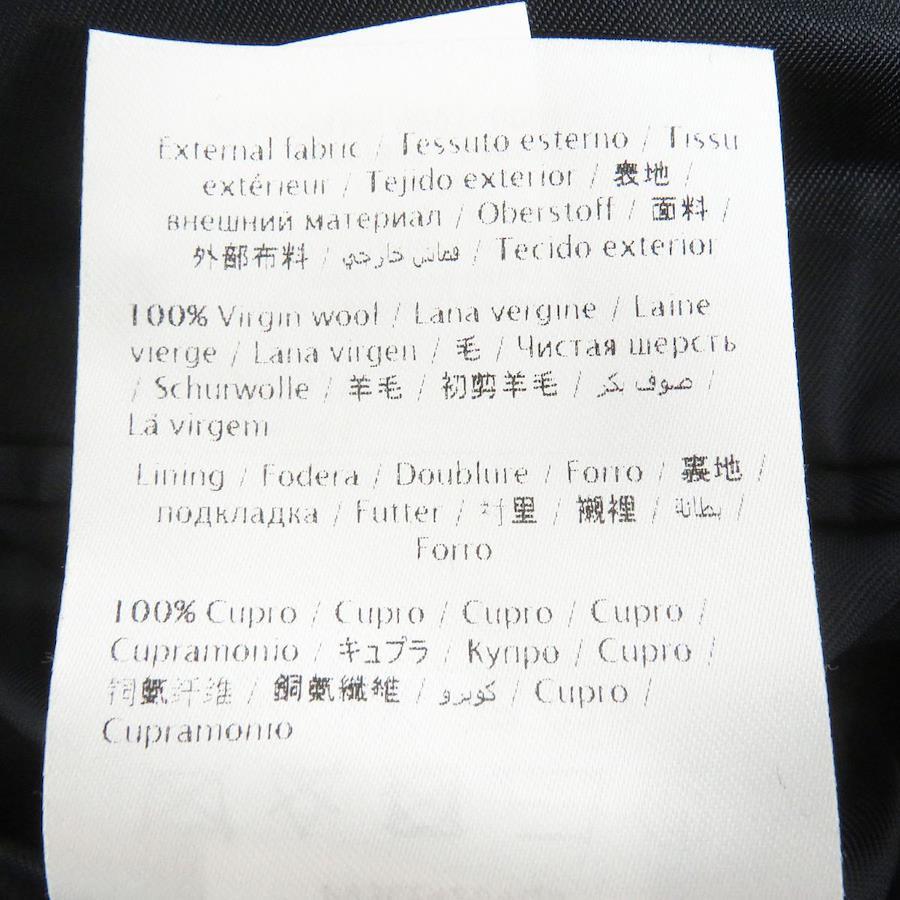 External fabric / Tessuto esterno / Tissu
extérieur / Tejido exterior / 表地 /
внешний материал / Oberstoff / 面料 /
外部布料 / قماش خارجي / Tecido exterior
100% Virgin wool / Lana vergine / Laine
vierge / Lana virgen / 毛 / Чистая шерсть
/ Schurwolle / 羊毛 / 初剪羊毛 / صوف بكر /
Lá virgem
Lining / Fodera / Doublure / Forro / 裏地 /
подкладка / Futter / 衬里 / 襯裡 / بطانة /
Forro
100% Cupro / Cupro / Cupro / Cupro /
Cupramonio / キュプラ / Купро / Cupro /
铜氨纤维 / 銅氨纖維 / كوبرو / Cupro /
Cupramonio